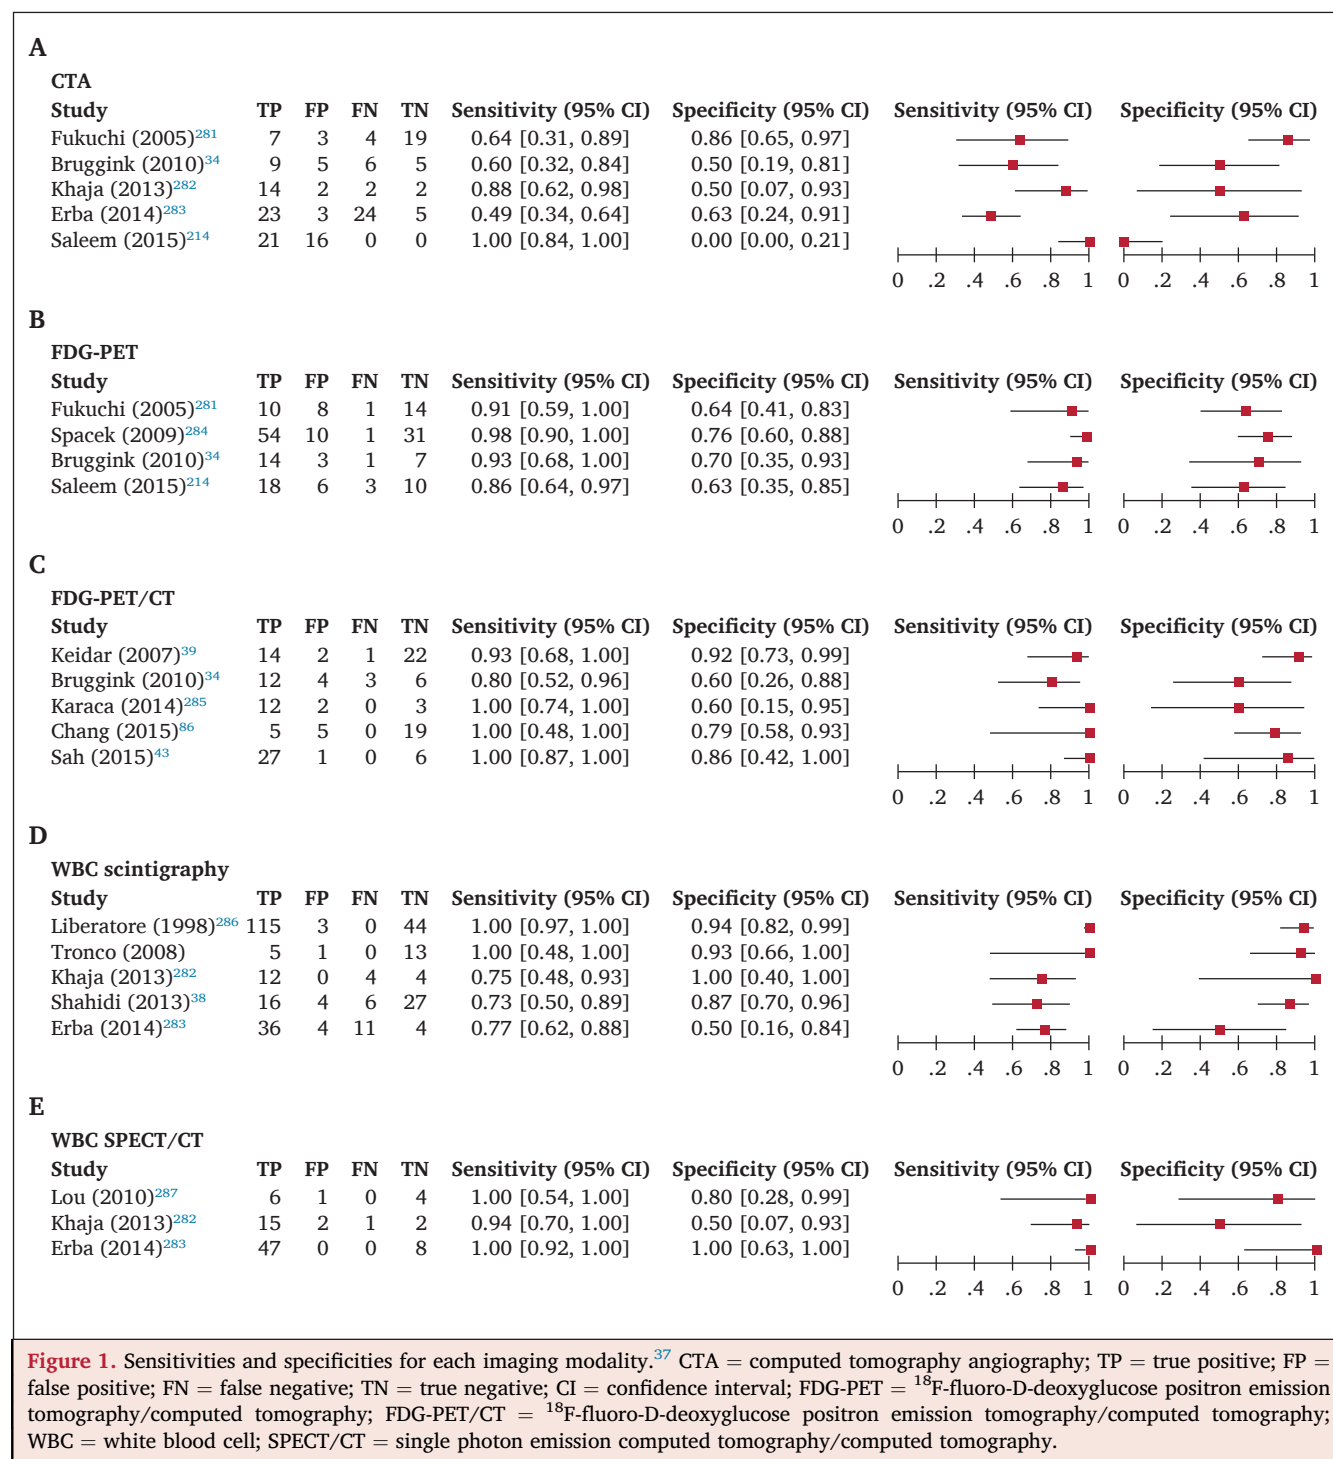 A
CTA
Study TP FP FN TN Sensitivity (95% CI) Specificity (95% CI) Sensitivity (95% CI) Specificity (95% CI)
Fukuchi (2005)281 7 3 4 19 0.64 [0.31, 0.89] 0.86 [0.65, 0.97]
Bruggink (2010)34 9 5 6 5 0.60 [0.32, 0.84] 0.50 [0.19, 0.81]
Khaja (2013)282 14 2 2 2 0.88 [0.62, 0.98] 0.50 [0.07, 0.93]
Erba (2014)283 23 3 24 5 0.49 [0.34, 0.64] 0.63 [0.24, 0.91]
Saleem (2015)214 21 16 0 0 1.00 [0.84, 1.00] 0.00 [0.00, 0.21]
0 .2 .4 .6 .8 1 0 .2 .4 .6 .8 1
B
FDG-PET
Study TP FP FN TN Sensitivity (95% CI) Specificity (95% CI) Sensitivity (95% CI) Specificity (95% CI)
Fukuchi (2005)281 10 8 1 14 0.91 [0.59, 1.00] 0.64 [0.41, 0.83]
Spacek (2009)284 54 10 1 31 0.98 [0.90, 1.00] 0.76 [0.60, 0.88]
Bruggink (2010)34 14 3 1 7 0.93 [0.68, 1.00] 0.70 [0.35, 0.93]
Saleem (2015)214 18 6 3 10 0.86 [0.64, 0.97] 0.63 [0.35, 0.85]
0 .2 .4 .6 .8 1 0 .2 .4 .6 .8 1
C
FDG-PET/CT
Study TP FP FN TN Sensitivity (95% CI) Specificity (95% CI) Sensitivity (95% CI) Specificity (95% CI)
Keidar (2007)39 14 2 1 22 0.93 [0.68, 1.00] 0.92 [0.73, 0.99]
Bruggink (2010)34 12 4 3 6 0.80 [0.52, 0.96] 0.60 [0.26, 0.88]
Karaca (2014)285 12 2 0 3 1.00 [0.74, 1.00] 0.60 [0.15, 0.95]
Chang (2015)86 5 5 0 19 1.00 [0.48, 1.00] 0.79 [0.58, 0.93]
Sah (2015)43 27 1 0 6 1.00 [0.87, 1.00] 0.86 [0.42, 1.00]
0 .2 .4 .6 .8 1 0 .2 .4 .6 .8 1
D
WBC scintigraphy
Study TP FP FN TN Sensitivity (95% CI) Specificity (95% CI) Sensitivity (95% CI) Specificity (95% CI)
Liberatore (1998)286 115 3 0 44 1.00 [0.97, 1.00] 0.94 [0.82, 0.99]
Tronco (2008) 5 1 0 13 1.00 [0.48, 1.00] 0.93 [0.66, 1.00]
Khaja (2013)282 12 0 4 4 0.75 [0.48, 0.93] 1.00 [0.40, 1.00]
Shahidi (2013)38 16 4 6 27 0.73 [0.50, 0.89] 0.87 [0.70, 0.96]
Erba (2014)283 36 4 11 4 0.77 [0.62, 0.88] 0.50 [0.16, 0.84]
0 .2 .4 .6 .8 1 0 .2 .4 .6 .8 1
E
WBC SPECT/CT
Study TP FP FN TN Sensitivity (95% CI) Specificity (95% CI) Sensitivity (95% CI) Specificity (95% CI)
Lou (2010)287 6 1 0 4 1.00 [0.54, 1.00] 0.80 [0.28, 0.99]
Khaja (2013)282 15 2 1 2 0.94 [0.70, 1.00] 0.50 [0.07, 0.93]
Erba (2014)283 47 0 0 8 1.00 [0.92, 1.00] 1.00 [0.63, 1.00]
0 .2 .4 .6 .8 1 0 .2 .4 .6 .8 1
Figure 1. Sensitivities and specificities for each imaging modality.37 CTA = computed tomography angiography; TP = true positive; FP =
false positive; FN = false negative; TN = true negative; CI = confidence interval; FDG-PET = 18F-fluoro-D-deoxyglucose positron emission
tomography/computed tomography; FDG-PET/CT = 18F-fluoro-D-deoxyglucose positron emission tomography/computed tomography;
WBC = white blood cell; SPECT/CT = single photon emission computed tomography/computed tomography.